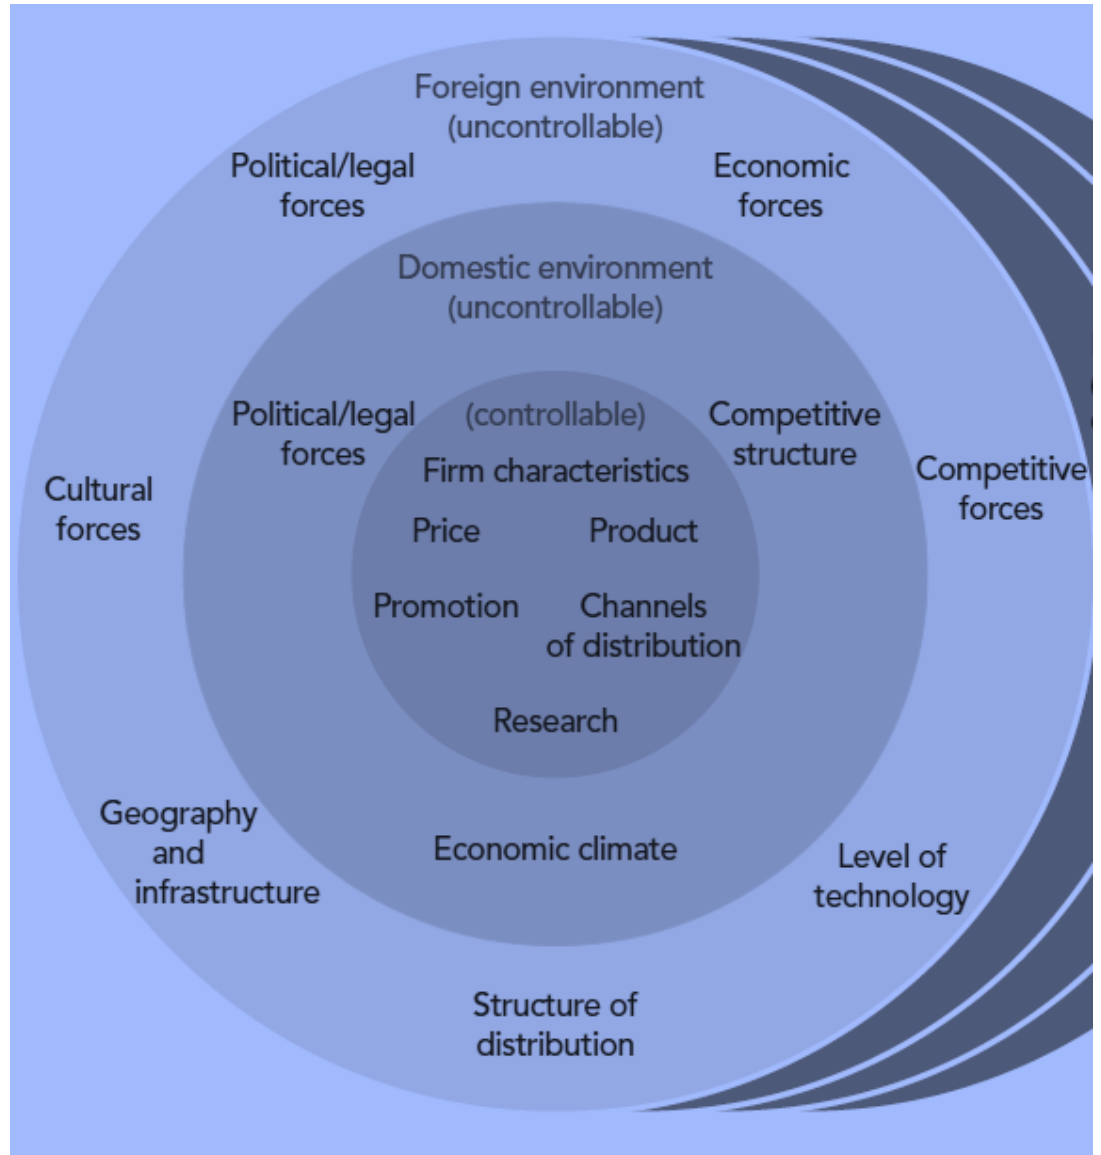 Foreign environment
(uncontrollable)
Political/legal
forces
Economic
forces
Domestic environment
(uncontrollable)
Political/legal
forces
(controllable)
Competitive
structure
Firm characteristics
Cultural
forces
Competitive
forces
Price
Product
Promotion
Channels
of distribution
Research
Geography
and
infrastructure
Economic climate
Level of
technology
Structure of
distribution